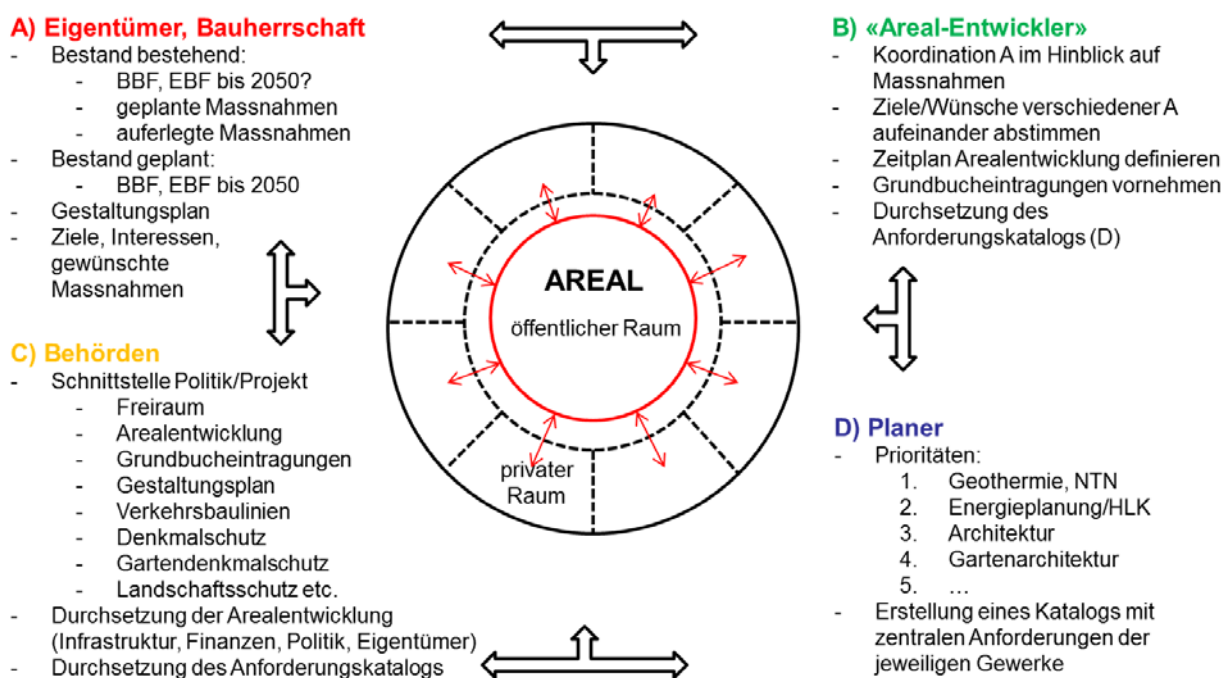 A) Eigentümer, Bauherrschaft
- Bestand bestehend:
- BBF, EBF bis 2050?
- geplante Massnahmen
- auferlegte Massnahmen
- Bestand geplant:
- BBF, EBF bis 2050
- Gestaltungsplan
- Ziele, Interessen,
gewünschte
Massnahmen
B) «Areal-Entwickler»
- Koordination A im Hinblick auf
Massnahmen
- Ziele/Wünsche verschiedener A
aufeinander abstimmen
- Zeitplan Arealentwicklung definieren
- Grundbucheintragungen vornehmen
- Durchsetzung des
Anforderungskatalogs (D)
AREAL
öffentlicher Raum
privater
Raum
C) Behörden
- Schnittstelle Politik/Projekt
- Freiraum
- Arealentwicklung
- Grundbucheintragungen
- Gestaltungsplan
- Verkehrsbaulinien
- Denkmalschutz
- Gartendenkmalschutz
- Landschaftsschutz etc.
- Durchsetzung der Arealentwicklung
(Infrastruktur, Finanzen, Politik, Eigentümer)
- Durchsetzung des Anforderungskatalogs
D) Planer
- Prioritäten:
1. Geothermie, NTN
2. Energieplanung/HLK
3. Architektur
4. Gartenarchitektur
5. …
- Erstellung eines Katalogs mit
zentralen Anforderungen der
jeweiligen Gewerke